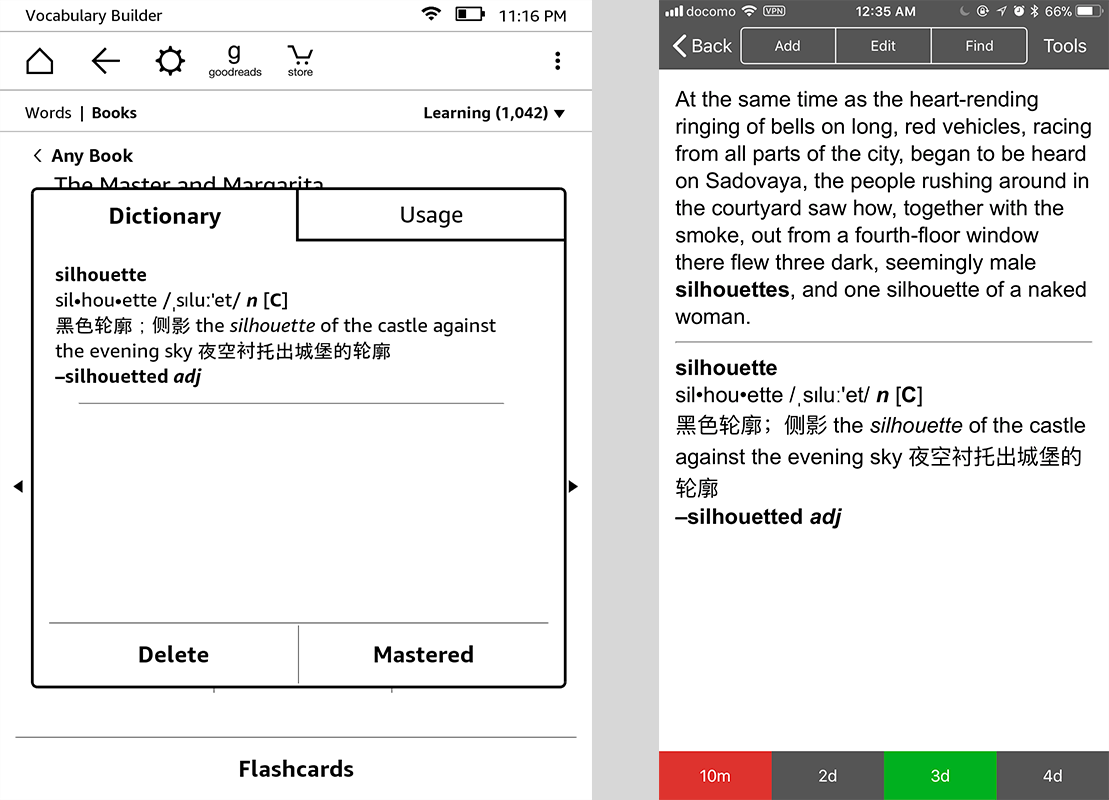 Vocabulary Builder
11:16 PM
g
goodreads
store
Words | Books
Learning (1,042) ▼
< Any Book
The Master and Margarita
Dictionary
Usage
silhouette
sil•hou•ette /ˌsɪluː'et/ n [C]
黑色轮廓；侧影 the silhouette of the castle against
the evening sky 夜空衬托出城堡的轮廓
–silhouetted adj
Delete
Mastered
Flashcards
docomo
VPN
12:35 AM
66%
Back
Add
Edit
Find
Tools
At the same time as the heart-rending
ringing of bells on long, red vehicles, racing
from all parts of the city, began to be heard
on Sadovaya, the people rushing around in
the courtyard saw how, together with the
smoke, out from a fourth-floor window
there flew three dark, seemingly male
silhouettes, and one silhouette of a naked
woman.
silhouette
sil•hou•ette /ˌsɪluː'et/ n [C]
黑色轮廓；侧影 the silhouette of the castle
against the evening sky 夜空衬托出城堡的
轮廓
–silhouetted adj
10m
2d
3d
4d